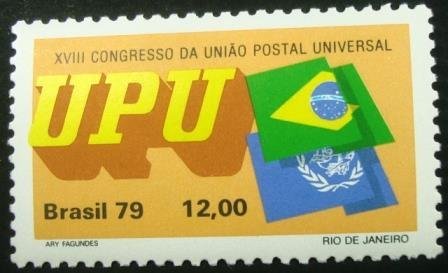 XVIII CONGRESSO DA UNIÃO POSTAL UNIVERSAL
UPU
Brasil 79 12,00
ARY FAGUNDES RIO DE JANEIRO